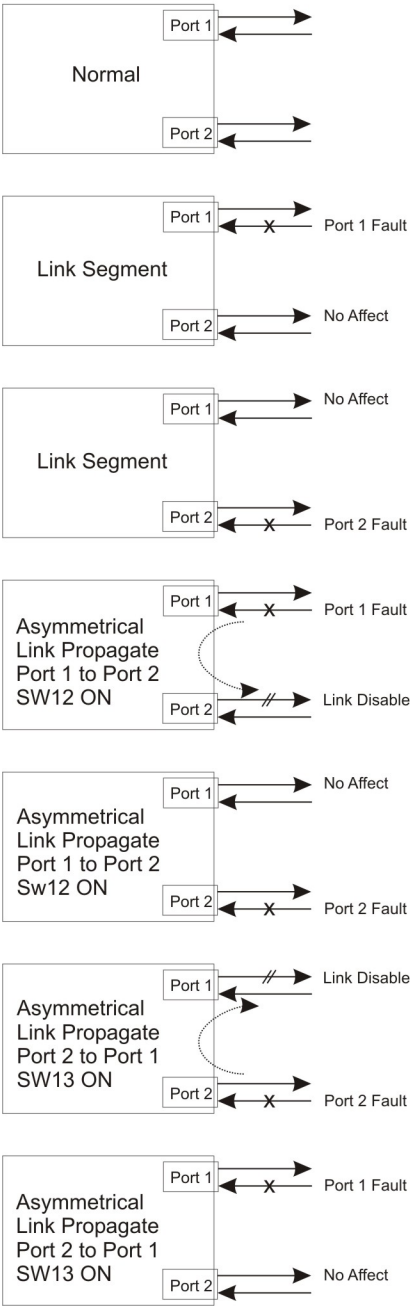 Port 1
Normal
Port 2
Port 1
Port 1 Fault
Link Segment
No Affect
Port 2
No Affect
Port 1
Link Segment
Port 2
Port 2 Fault
Port 1
Port 1 Fault
Asymmetrical
Link Propagate
Port 1 to Port 2
SW12 ON
Link Disable
Port 2
No Affect
Port 1
Asymmetrical
Link Propagate
Port 1 to Port 2
Sw12 ON
Port 2
Port 2 Fault
Link Disable
Port 1
Asymmetrical
Link Propagate
Port 2 to Port 1
SW13 ON
Port 2
Port 2 Fault
Port 1
Port 1 Fault
Asymmetrical
Link Propagate
Port 2 to Port 1
SW13 ON
No Affect
Port 2